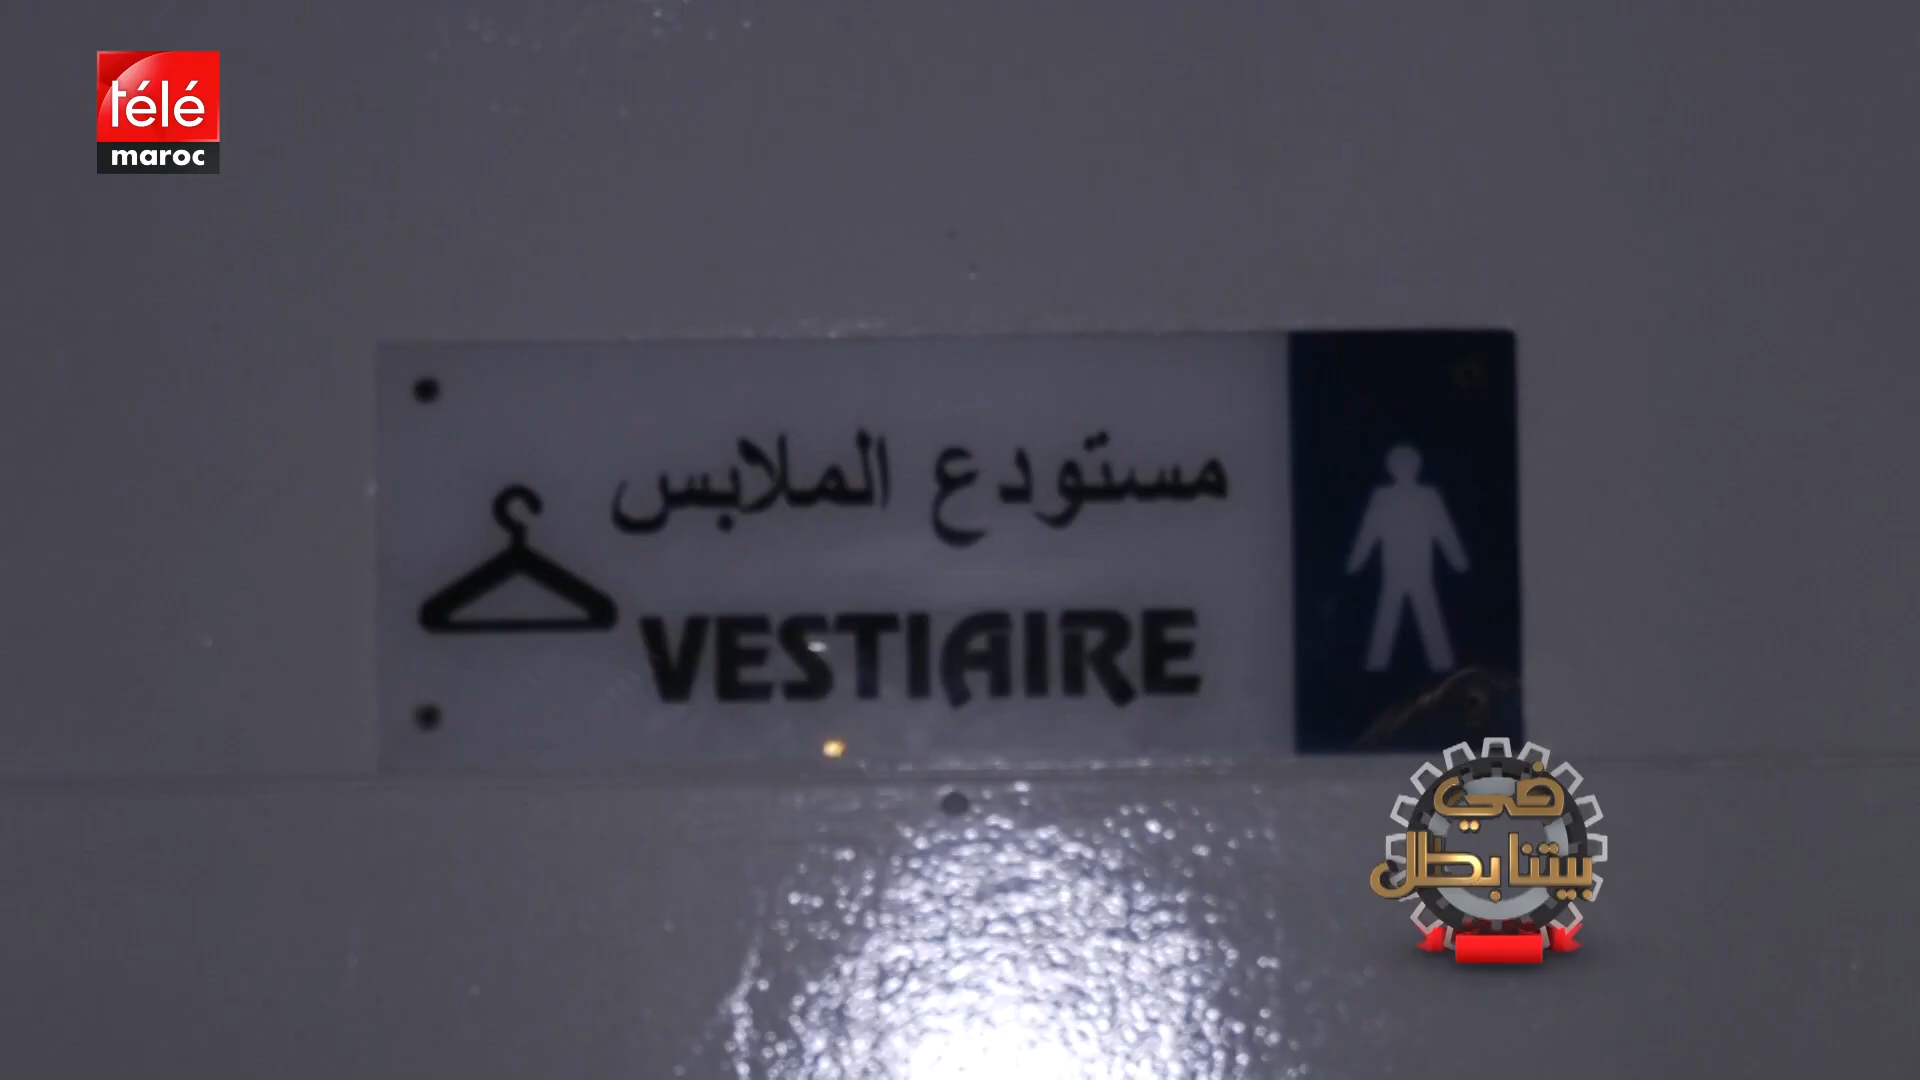 télé
maroc
مستودع الملابس
VESTIAIRE
في
بيتنا بطل